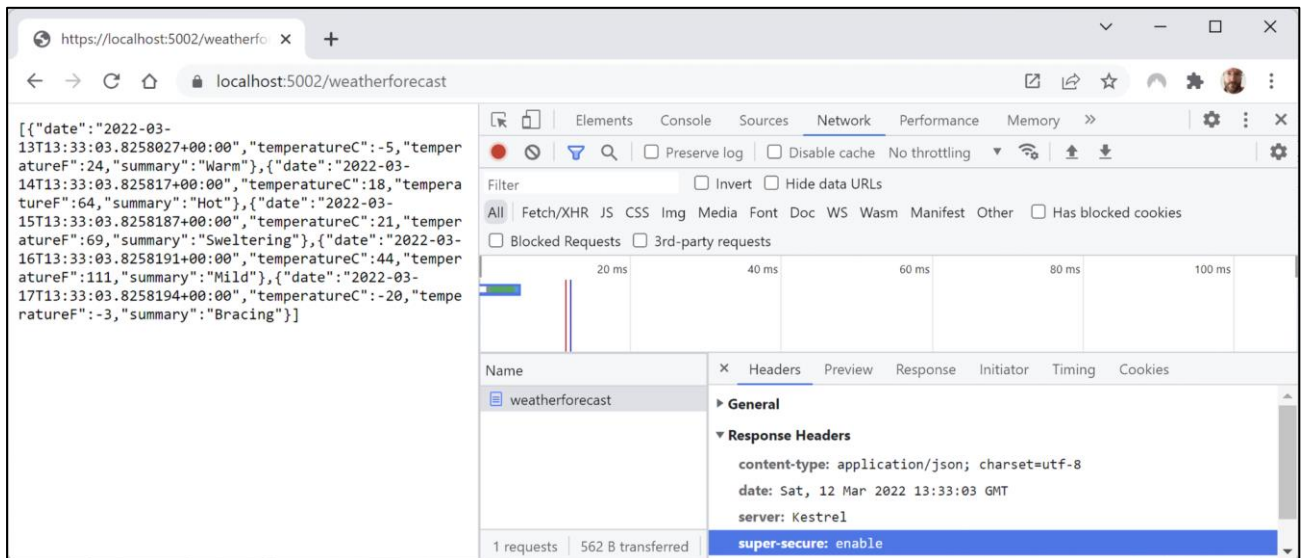 https://localhost:5002/weatherfo
localhost:5002/weatherforecast
[{"date":"2022-03-
13T13:33:03.8258027+00:00","temperatureC":-5,"temper
atureF":24,"summary":"Warm"},{"date":"2022-03-
14T13:33:03.825817+00:00","temperatureC":18,"tempera
tureF":64,"summary":"Hot"},{"date":"2022-03-
15T13:33:03.8258187+00:00","temperatureC":21,"temper
atureF":69,"summary":"Sweltering"},{"date":"2022-03-
16T13:33:03.8258191+00:00","temperatureC":44,"temper
atureF":111,"summary":"Mild"},{"date":"2022-03-
17T13:33:03.8258194+00:00","temperatureC":-20,"tempe
ratureF":-3,"summary":"Bracing"}]
Elements Console Sources Network Performance Memory
Preserve log Disable cache No throttling
Filter Invert Hide data URLs
All Fetch/XHR JS CSS Img Media Font Doc WS Wasm Manifest Other Has blocked cookies
Blocked Requests 3rd-party requests
20 ms 40 ms 60 ms 80 ms 100 ms
Name
weatherforecast
1 requests 562 B transferred
Headers Preview Response Initiator Timing Cookies
General
Response Headers
content-type: application/json; charset=utf-8
date: Sat, 12 Mar 2022 13:33:03 GMT
server: Kestrel
super-secure: enable